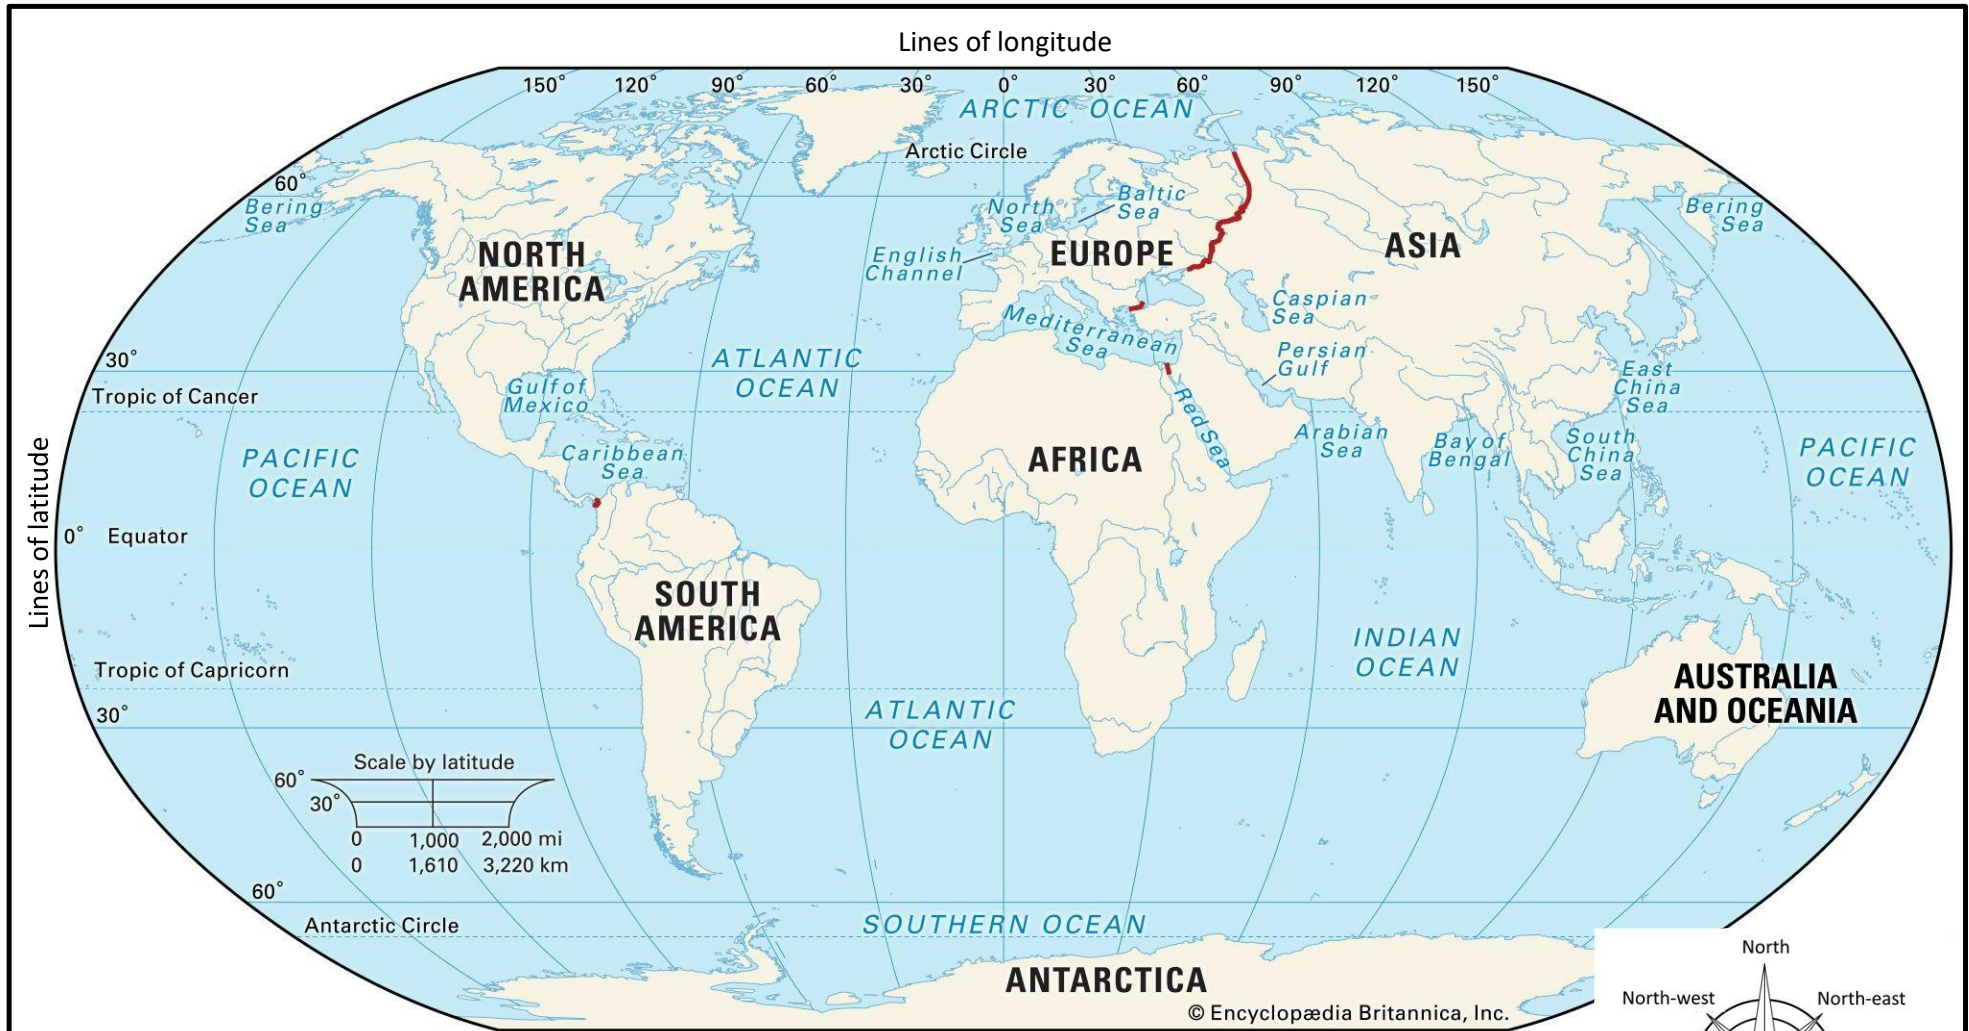 Lines of longitude
150° 120° 90° 60° 30° 0° 30° 60° 90° 120° 150°
ARCTIC OCEAN
Arctic Circle
60°
Bering
Sea
Baltic
Sea
North
Sea
Bering
Sea
NORTH
AMERICA
English
Channel
EUROPE
ASIA
Caspian
Sea
Mediterranean
Sea
30°
ATLANTIC
OCEAN
Persian
Gulf
Tropic of Cancer
Gulf of
Mexico
Red Sea
East
China
Sea
Lines of latitude
PACIFIC
OCEAN
Caribbean
Sea
AFRICA
Arabian
Sea
Bay of
Bengal
South
China
Sea
PACIFIC
OCEAN
0° Equator
SOUTH
AMERICA
INDIAN
OCEAN
Tropic of Capricorn
AUSTRALIA
AND OCEANIA
30°
ATLANTIC
OCEAN
Scale by latitude
60°
30°
0 1,000 2,000 mi
0 1,610 3,220 km
60°
Antarctic Circle
SOUTHERN OCEAN
ANTARCTICA
© Encyclopædia Britannica, Inc.
North
North-west
North-east